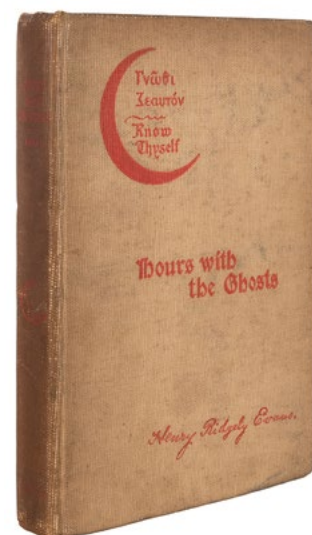 Γνῶθι
Σεαυτόν
Know
Thyself
Hours with
the Ghosts
Henry Ridgely Evans.